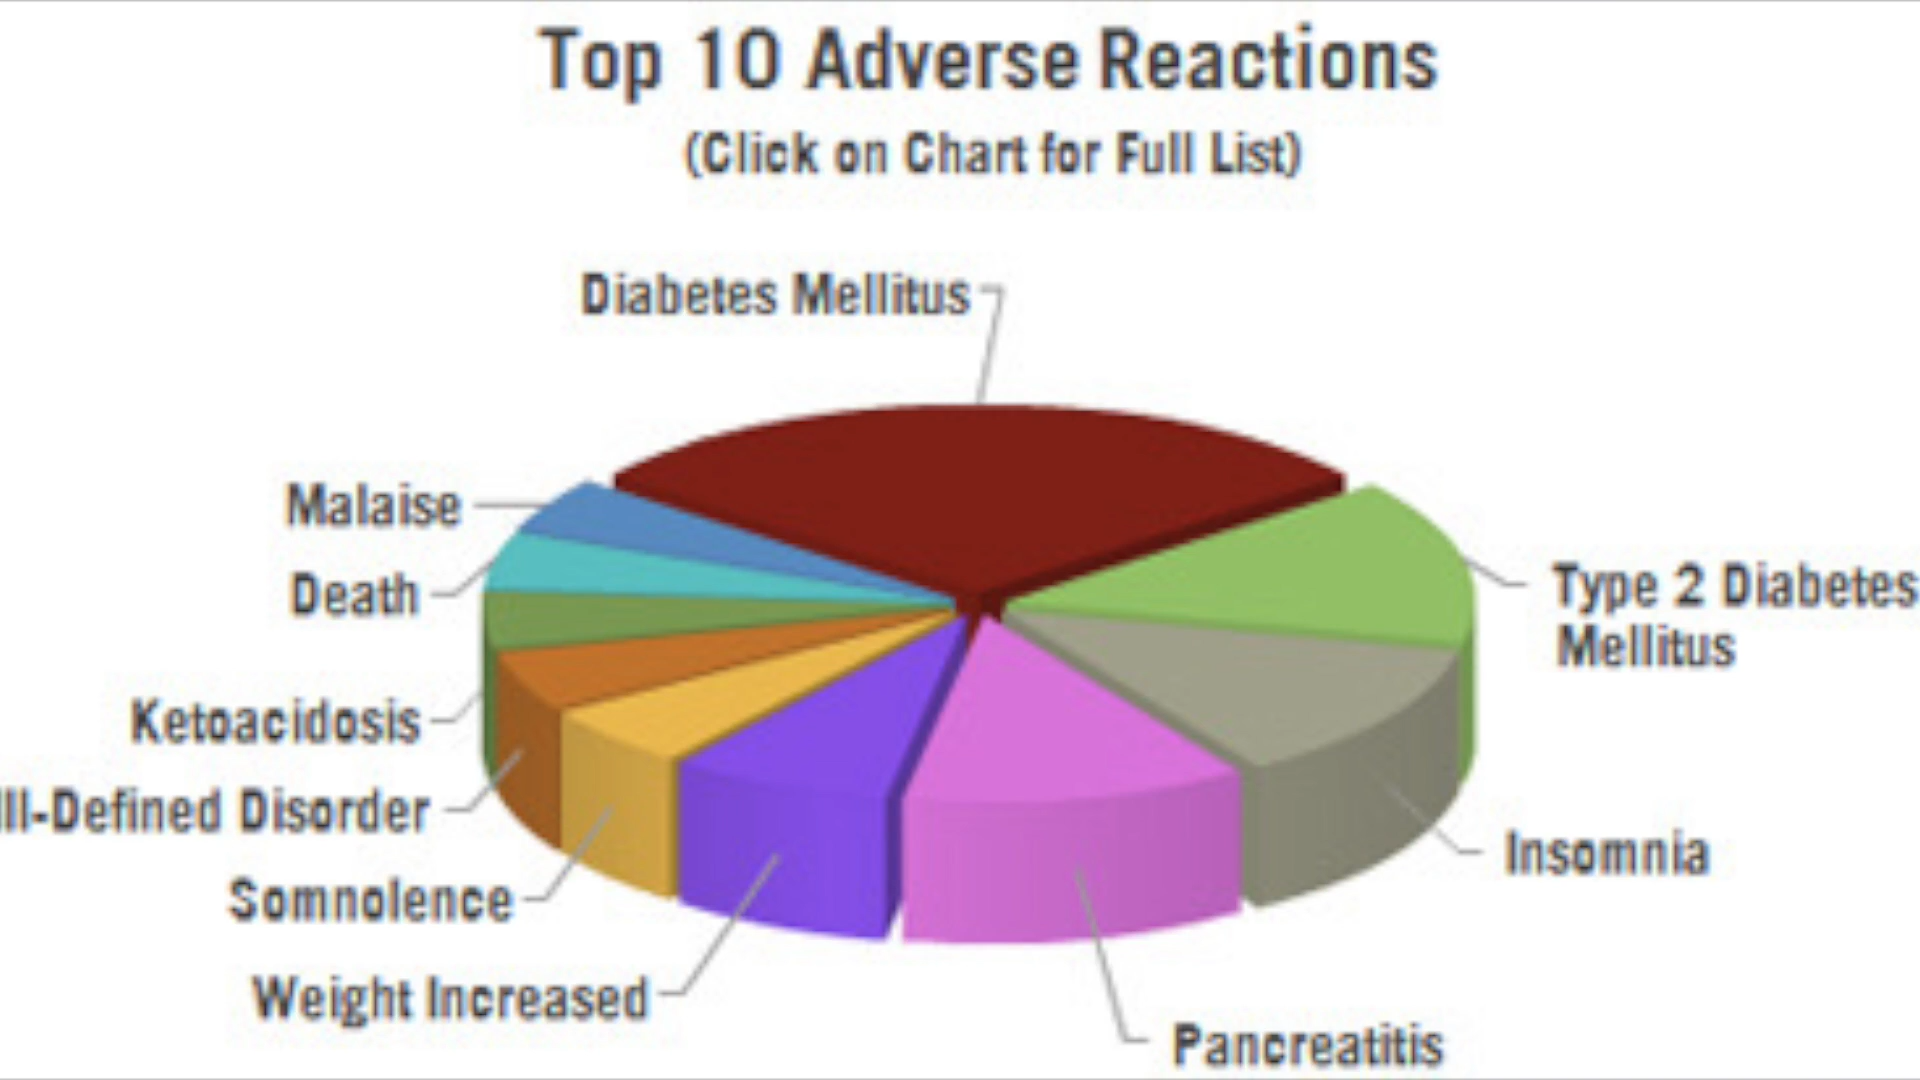 Top 10 Adverse Reactions
(Click on Chart for Full List)
Diabetes Mellitus
Malaise
Death
Type 2 Diabetes
Mellitus
Ketoacidosis
Ill-Defined Disorder
Insomnia
Somnolence
Weight Increased
Pancreatitis